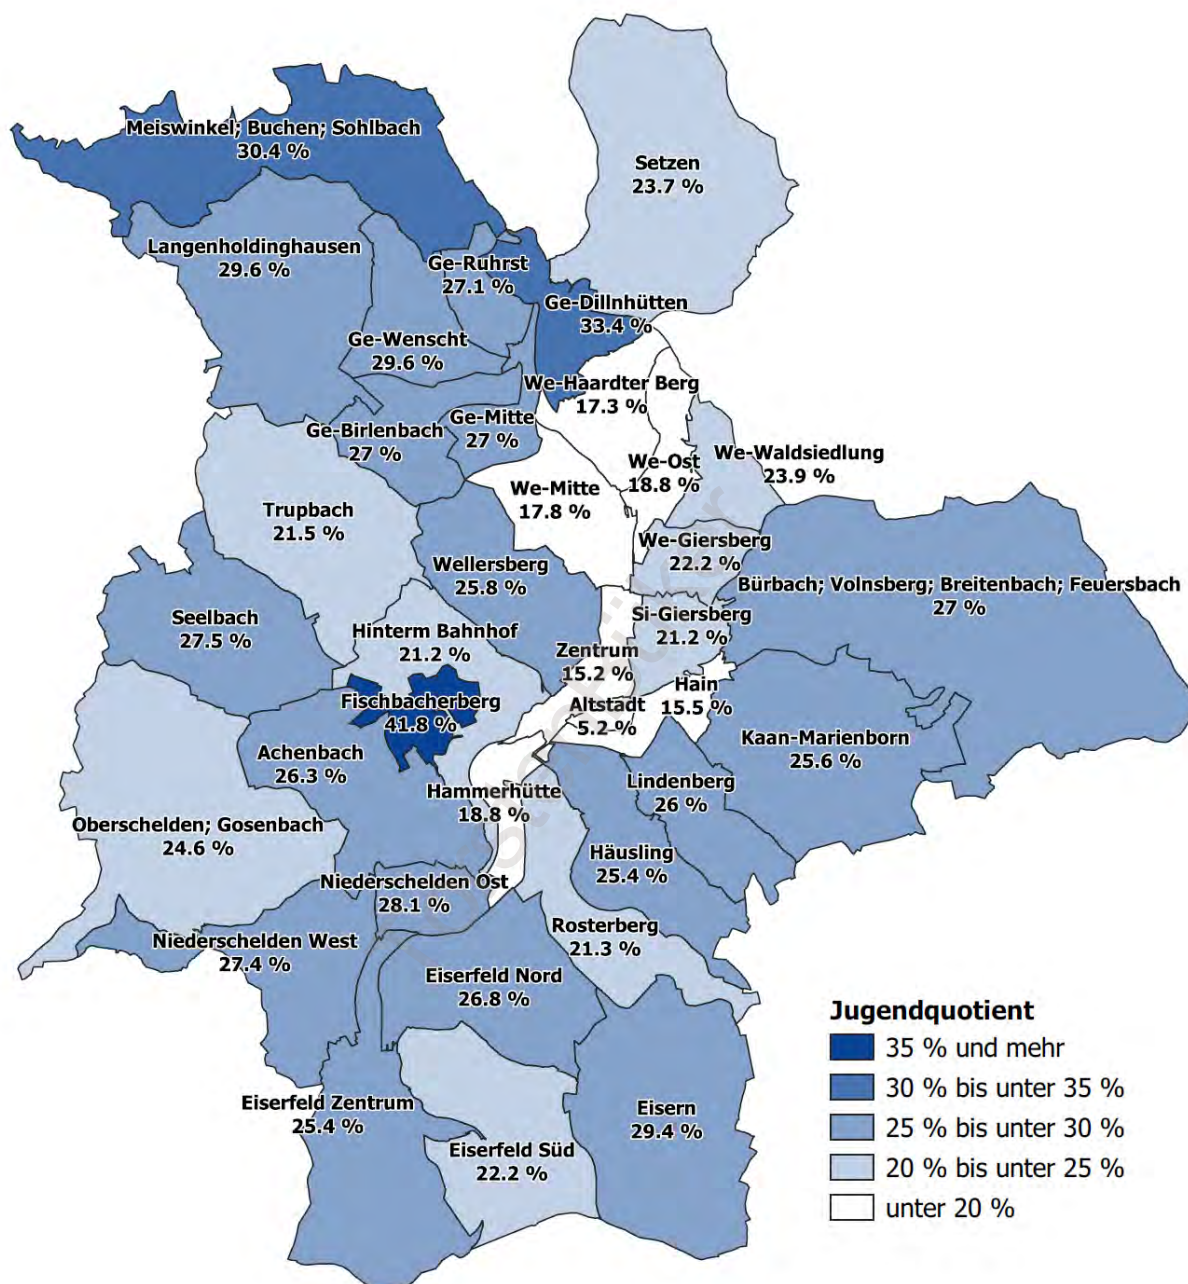 Meiswinkel; Buchen; Sohlbach
30.4 %
Setzen
23.7 %
Langenholdinghausen
29.6 %
Ge-Ruhrst
27.1 %
Ge-Dillnhütten
33.4 %
Ge-Wenscht
29.6 %
We-Haardter Berg
17.3 %
Ge-Mitte
27 %
Ge-Birlenbach
27 %
We-Ost
18.8 %
We-Waldsiedlung
23.9 %
We-Mitte
17.8 %
Trupbach
21.5 %
We-Giersberg
22.2 %
Wellersberg
25.8 %
Bürbach; Volnsberg; Breitenbach; Feuersbach
27 %
Seelbach
27.5 %
Si-Giersberg
21.2 %
Hinterm Bahnhof
21.2 %
Zentrum
15.2 %
Hain
15.5 %
Fischbacherberg
41.8 %
Altstadt
5.2 %
Kaan-Marienborn
25.6 %
Achenbach
26.3 %
Lindenberg
26 %
Hammerhütte
18.8 %
Oberschelden; Gosenbach
24.6 %
Häusling
25.4 %
Niederschelden Ost
28.1 %
Rosterberg
21.3 %
Niederschelden West
27.4 %
Eiserfeld Nord
26.8 %
Eiserfeld Zentrum
25.4 %
Eisern
29.4 %
Eiserfeld Süd
22.2 %
Jugendquotient
35 % und mehr
30 % bis unter 35 %
25 % bis unter 30 %
20 % bis unter 25 %
unter 20 %